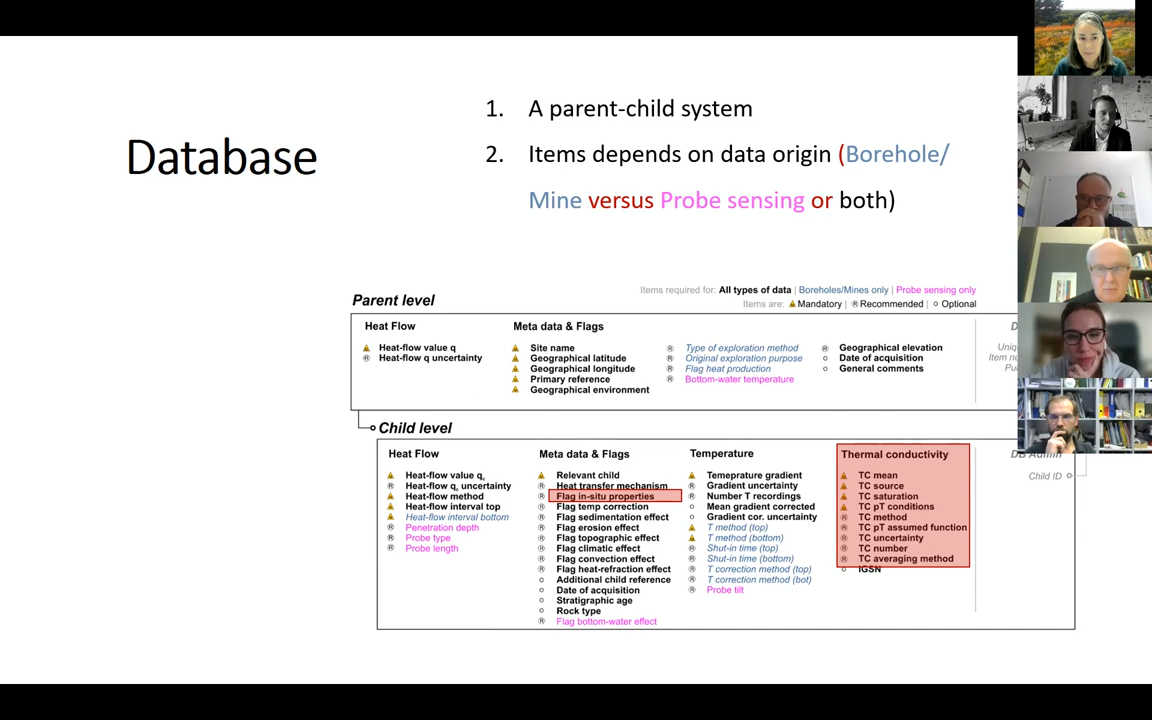 Database
1. A parent-child system
2. Items depends on data origin (Borehole/
Mine versus Probe sensing or both)
Items required for: All types of data | Boreholes/Mines only | Probe sensing only
Items are: Mandatory | Ⓡ Recommended | o Optional
Parent level
Heat Flow
Heat-flow value q
Ⓡ Heat-flow q uncertainty
Meta data & Flags
Site name
Geographical latitude
Geographical longitude
Primary reference
Geographical environment
Ⓡ Type of exploration method
Ⓡ Original exploration purpose
Ⓡ Flag heat production
Ⓡ Bottom-water temperature
Ⓡ Geographical elevation
o Date of acquisition
o General comments
Child level
Heat Flow
Heat-flow value qc
Ⓡ Heat-flow qc uncertainty
Heat-flow method
Heat-flow interval top
Heat-flow interval bottom
Ⓡ Penetration depth
Ⓡ Probe type
Ⓡ Probe length
Meta data & Flags
Relevant child
Ⓡ Heat transfer mechanism
Ⓡ Flag in-situ properties
Ⓡ Flag temp correction
Ⓡ Flag sedimentation effect
Ⓡ Flag erosion effect
Ⓡ Flag topographic effect
Ⓡ Flag climatic effect
Ⓡ Flag convection effect
Ⓡ Flag heat-refraction effect
o Additional child reference
o Date of acquisition
o Stratigraphic age
o Rock type
Ⓡ Flag bottom-water effect
Temperature
Temeprature gradient
Ⓡ Gradient uncertainty
Ⓡ Number T recordings
o Mean gradient corrected
o Gradient cor. uncertainty
T method (top)
T method (bottom)
Ⓡ Shut-in time (top)
Ⓡ Shut-in time (bottom)
Ⓡ T correction method (top)
Ⓡ T correction method (bot)
Ⓡ Probe tilt
Thermal conductivity
TC mean
TC source
TC saturation
TC pT conditions
Ⓡ TC method
Ⓡ TC pT assumed function
Ⓡ TC uncertainty
Ⓡ TC number
Ⓡ TC averaging method
o IGSN
Child ID